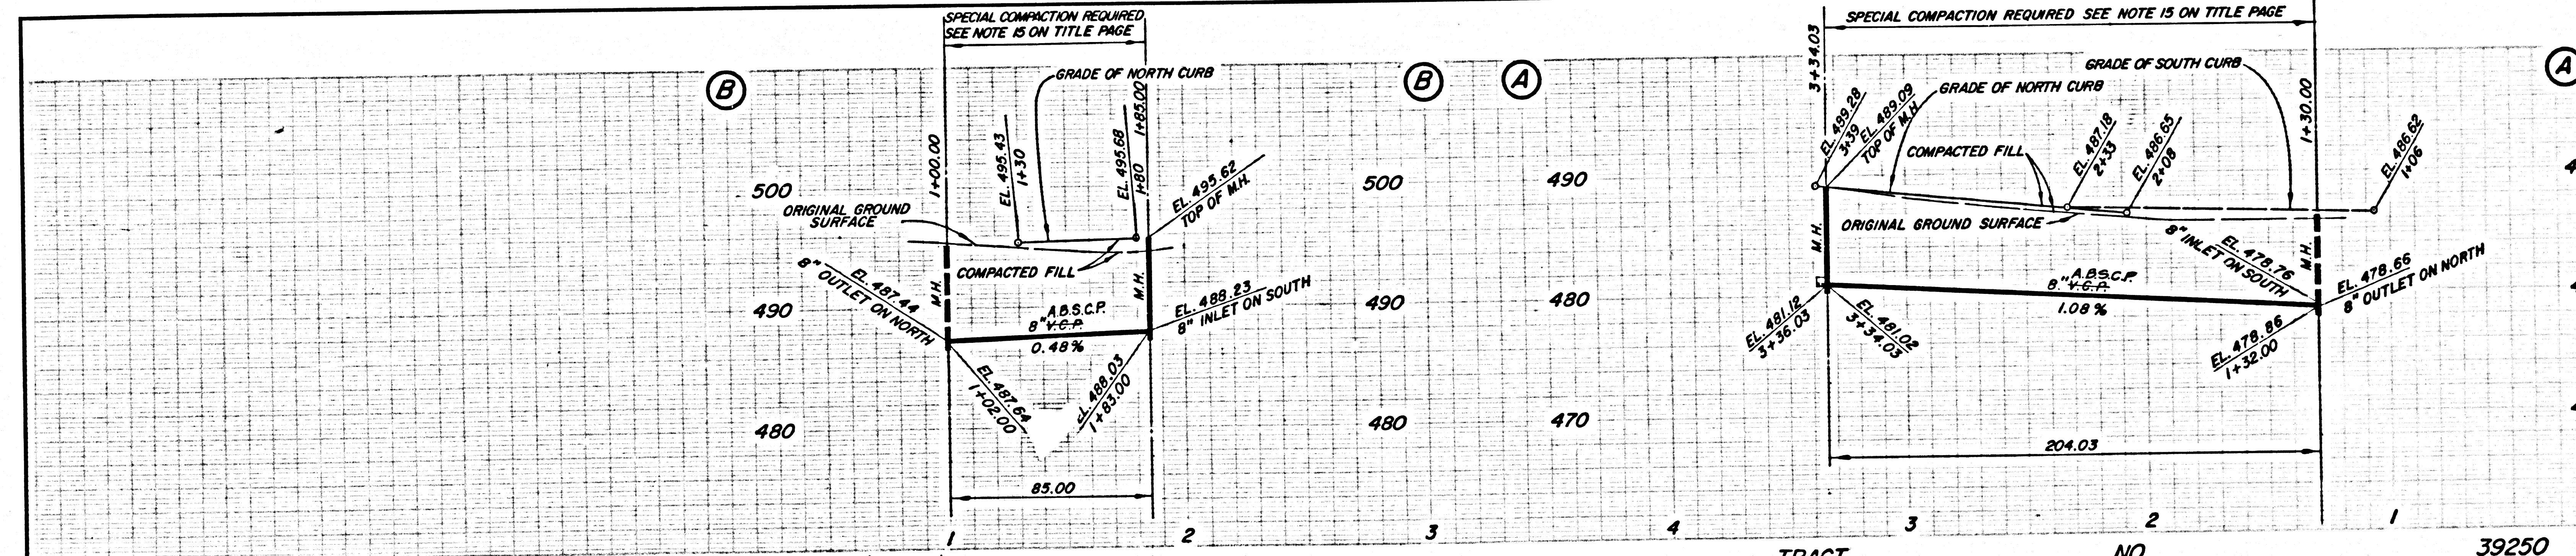 SPECIAL COMPACTION REQUIRED
SEE NOTE 15 ON TITLE PAGE
B
GRADE OF NORTH CURB
1+00.00
EL. 495.43
1+30
EL. 495.68
1+80
1+85.00
EL. 495.62
TOP OF M.H.
500
ORIGINAL GROUND
SURFACE
COMPACTED FILL
EL. 487.44
8" OUTLET ON NORTH
M.H.
M.H.
EL. 488.23
8" INLET ON SOUTH
490
A.B.S.C.P.
8" V.C.P.
0.48%
EL. 487.64
1+02.00
EL. 488.03
1+83.00
480
85.00
1
2
3
B
500
490
480
A
490
480
470
SPECIAL COMPACTION REQUIRED SEE NOTE 15 ON TITLE PAGE
3+34.03
EL. 499.28
3+39
EL. 489.09
TOP OF M.H.
GRADE OF NORTH CURB
GRADE OF SOUTH CURB
COMPACTED FILL
EL. 487.18
2+33
EL. 486.65
2+08
1+30.00
EL. 486.62
1+06
A
M.H.
ORIGINAL GROUND SURFACE
EL. 478.76
8" INLET ON SOUTH
M.H.
EL. 478.66
8" OUTLET ON NORTH
A.B.S.C.P.
8" V.C.P.
1.08%
EL. 481.12
3+36.03
EL. 481.02
3+34.03
EL. 478.86
1+32.00
204.03
4
3
2
1
TRACT NO. 39250